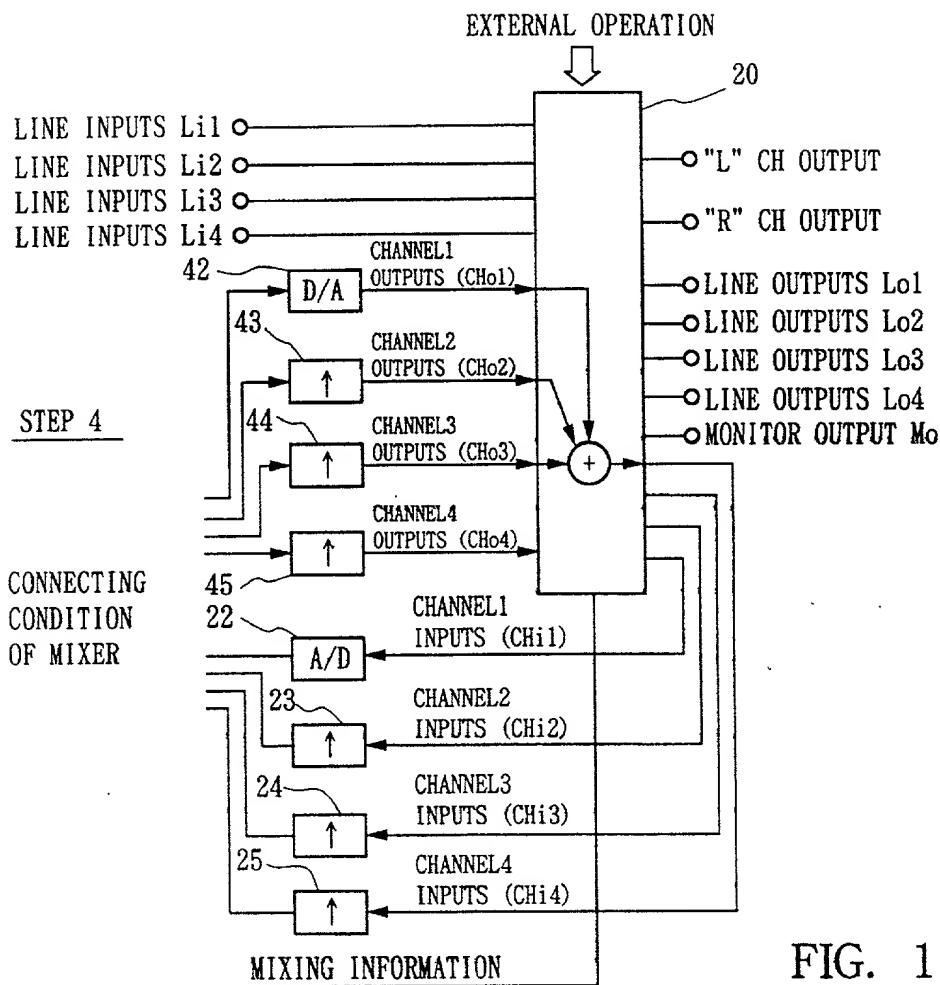 EXTERNAL OPERATION
20
LINE INPUTS Li1
LINE INPUTS Li2
LINE INPUTS Li3
LINE INPUTS Li4
"L" CH OUTPUT
"R" CH OUTPUT
LINE OUTPUTS Lo1
LINE OUTPUTS Lo2
LINE OUTPUTS Lo3
LINE OUTPUTS Lo4
MONITOR OUTPUT Mo
42
D/A
CHANNEL1
OUTPUTS (CHo1)
43
↑
CHANNEL2
OUTPUTS (CHo2)
STEP 4
44
↑
CHANNEL3
OUTPUTS (CHo3)
+
CHANNEL4
OUTPUTS (CHo4)
↑
45
CONNECTING
CONDITION
OF MIXER
22
A/D
CHANNEL1
INPUTS (CHi1)
23
↑
CHANNEL2
INPUTS (CHi2)
24
↑
CHANNEL3
INPUTS (CHi3)
25
↑
CHANNEL4
INPUTS (CHi4)
MIXING INFORMATION
FIG. 1